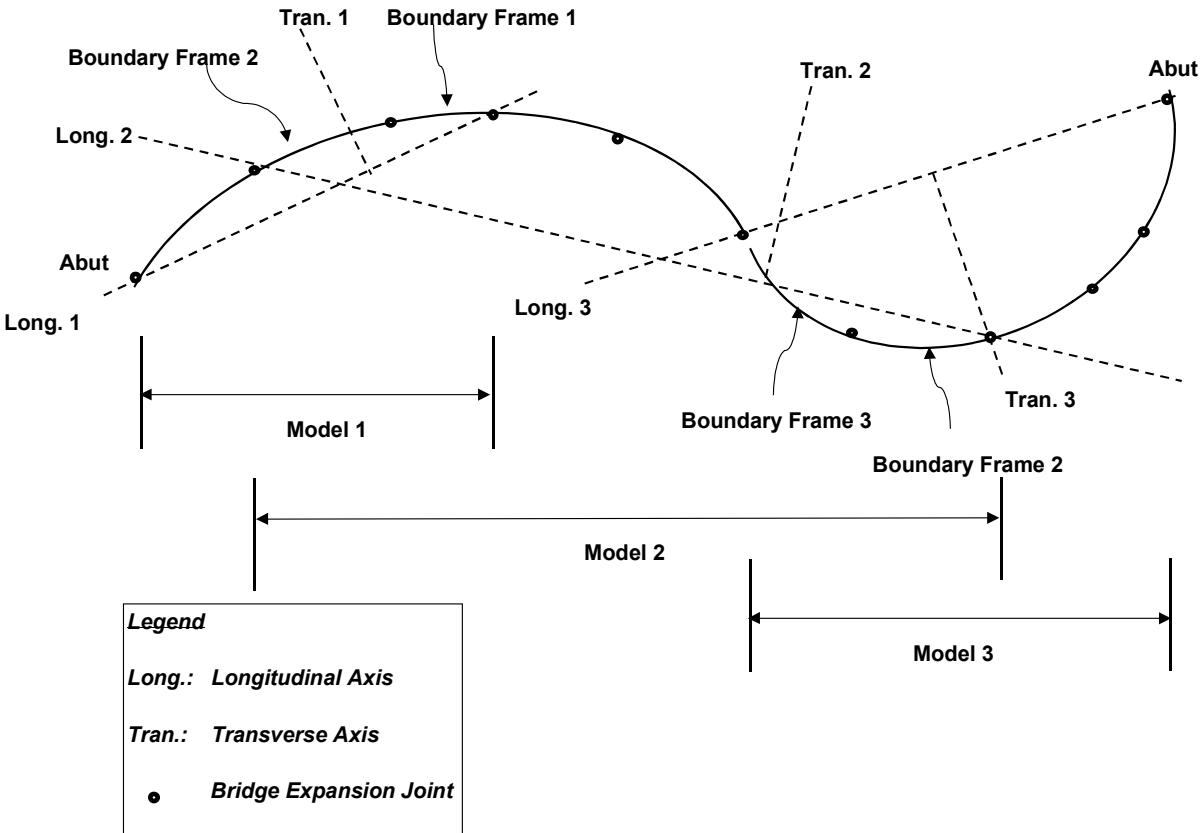 Tran. 1
Boundary Frame 1
Boundary Frame 2
Tran. 2
Abut
Long. 2
Abut
Long. 3
Long. 1
Tran. 3
Boundary Frame 3
Model 1
Boundary Frame 2
Model 2
Model 3
Legend
Long.: Longitudinal Axis
Tran.: Transverse Axis
Bridge Expansion Joint